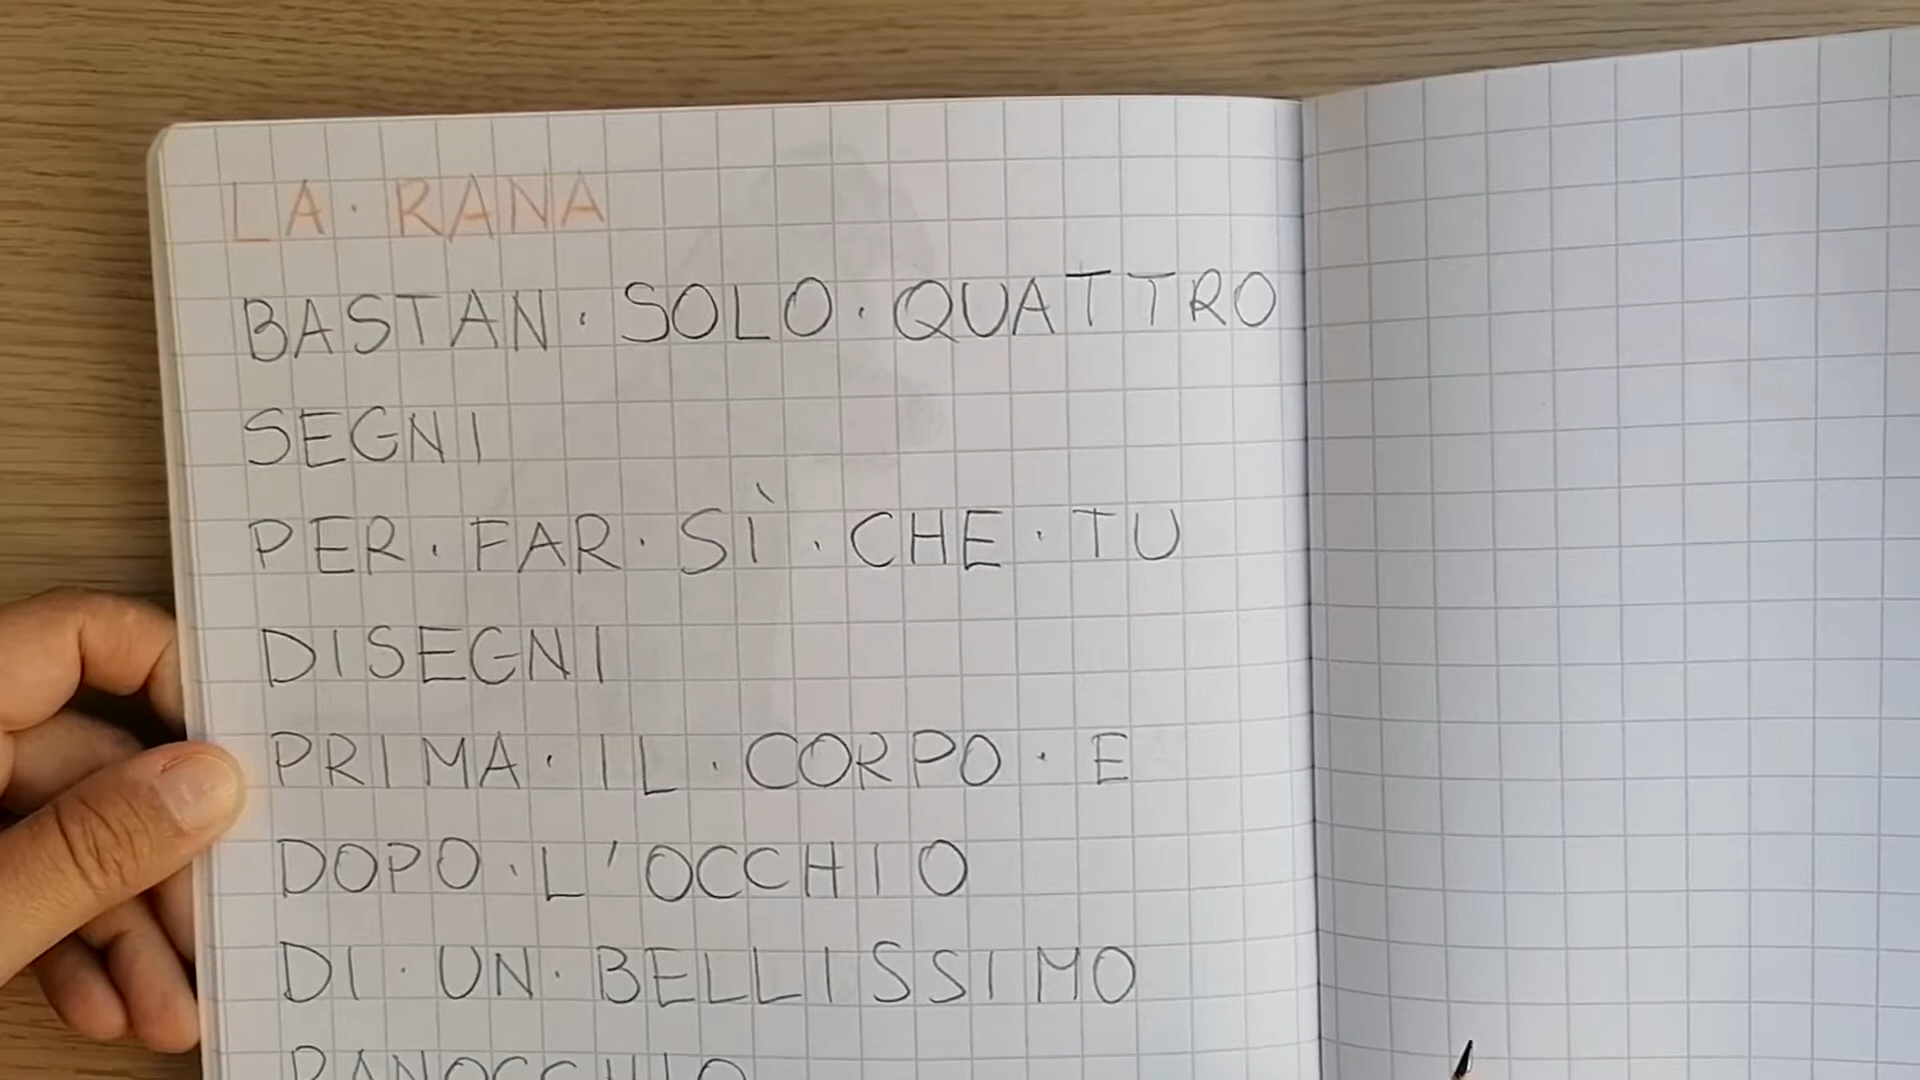 LA· RANA
BASTAN· SOLO· QUATTRO
SEGNI
PER· FAR· SÌ· CHE· TU
DISEGNI
PRIMA· IL· CORPO· E
DOPO· L'OCCHIO
DI· UN· BELLISSIMO
RANOCCHIO